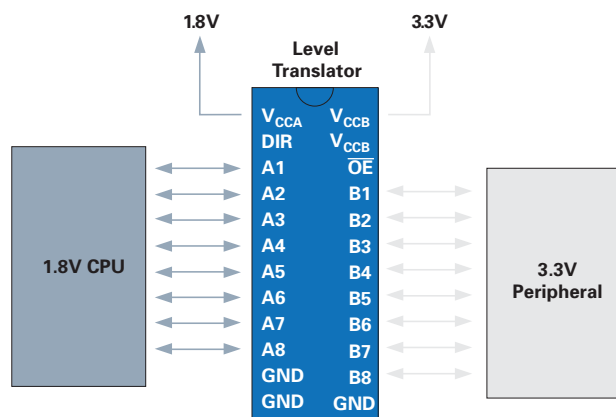 1.8V
3.3V
Level
Translator
VCCA VCCB
DIR VCCB
A1 OE
A2 B1
A3 B2
A4 B3
A5 B4
A6 B5
A7 B6
A8 B7
GND B8
GND GND
1.8V CPU
3.3V
Peripheral